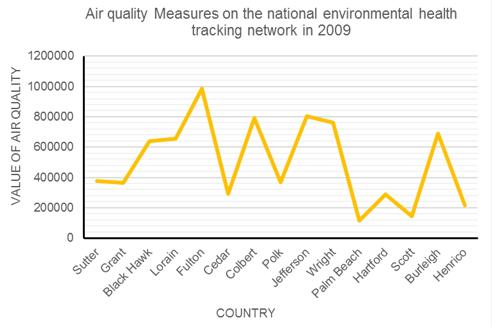 Air quality Measures on the national environmental health
tracking network in 2009
VALUE OF AIR QUALITY
1200000
1000000
800000
600000
400000
200000
0
Sutter
Grant
Black Hawk
Lorain
Fulton
Cedar
Colbert
Polk
Jefferson
Wright
Palm Beach
Hartford
Scott
Burleigh
Henrico
COUNTRY